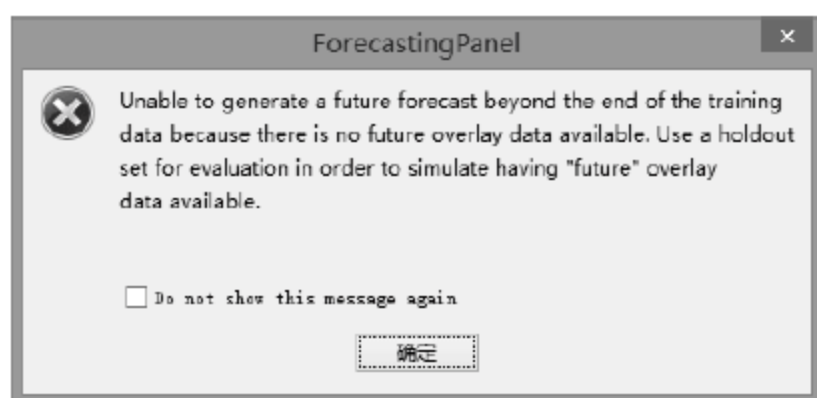 ForecastingPanel
Unable to generate a future forecast beyond the end of the training
data because there is no future overlay data available. Use a holdout
set for evaluation in order to simulate having "future" overlay
data available.
Do not show this message again
确定